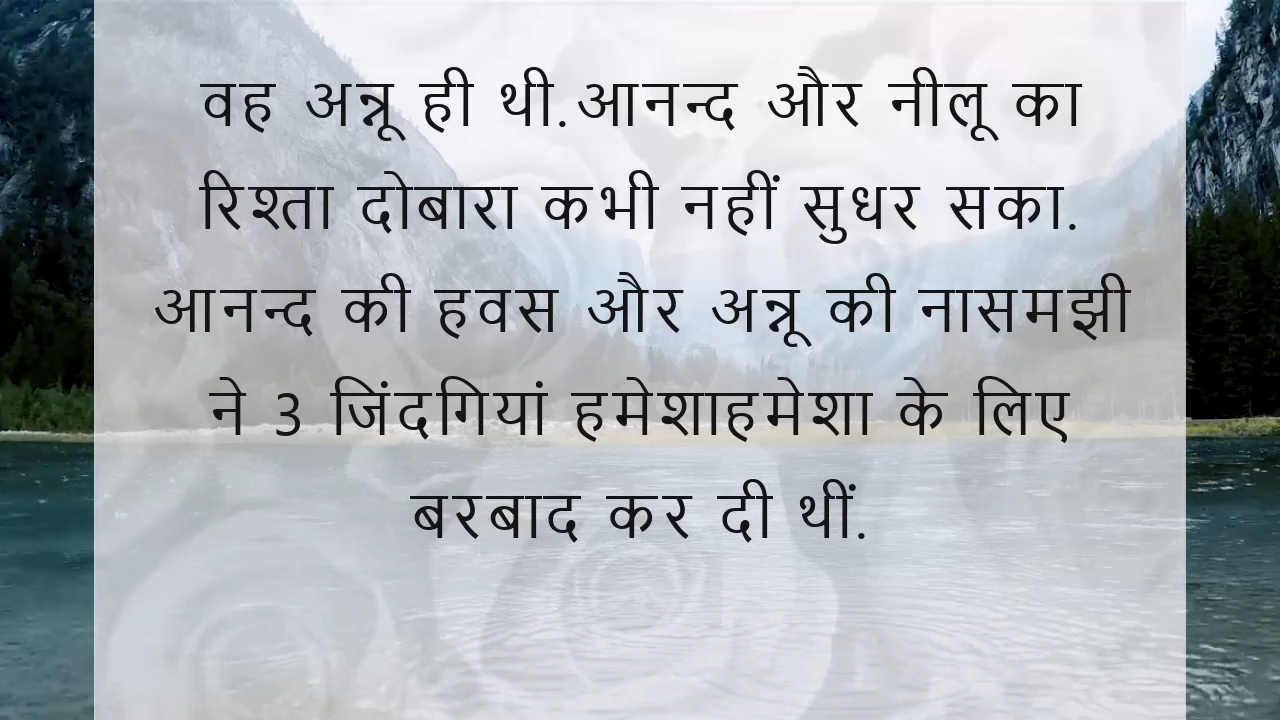 वह अन्नू ही थी.आनन्द और नीलू का
रिश्ता दोबारा कभी नहीं सुधर सका.
आनन्द की हवस और अन्नू की नासमझी
ने 3 जिंदगियां हमेशाहमेशा के लिए
बरबाद कर दी थीं.